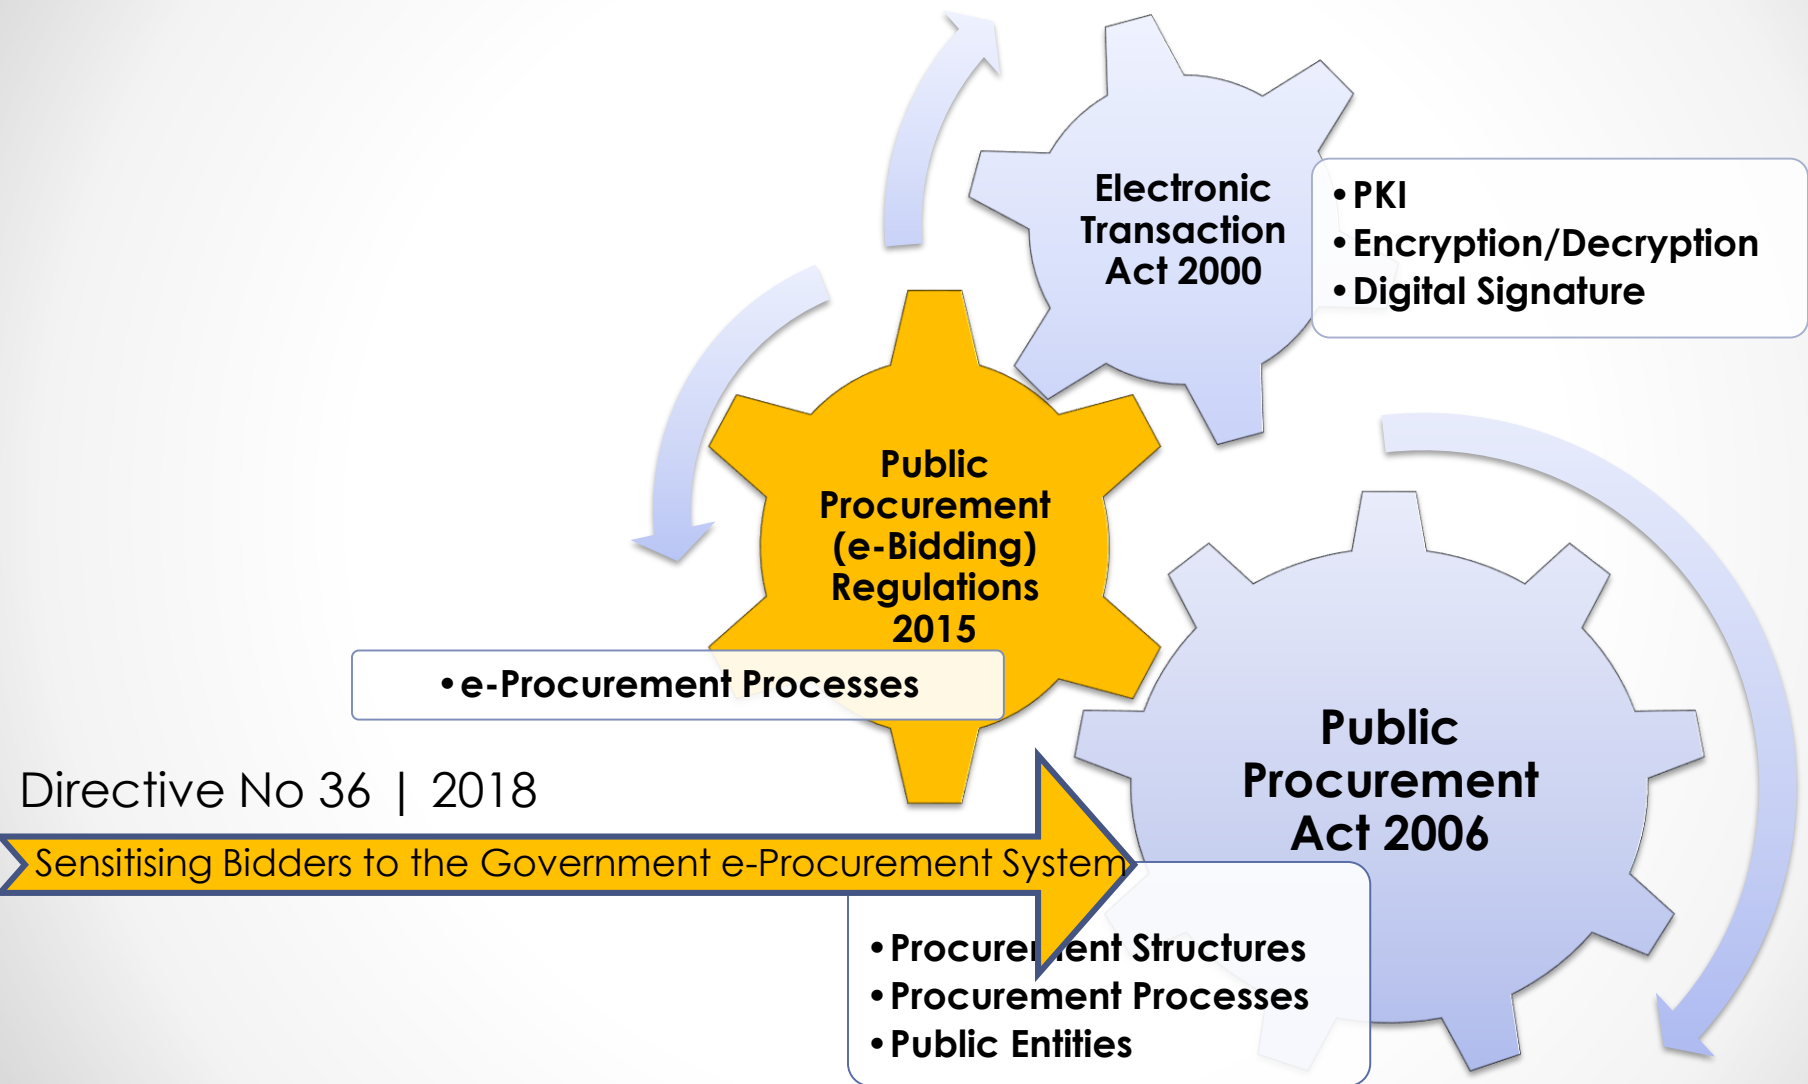 Electronic
Transaction
Act 2000
•PKI
•Encryption/Decryption
•Digital Signature
Public
Procurement
(e-Bidding)
Regulations
2015
•e-Procurement Processes
Directive No 36 | 2018
Sensitising Bidders to the Government e-Procurement System
Public
Procurement
Act 2006
•Procurement Structures
•Procurement Processes
•Public Entities